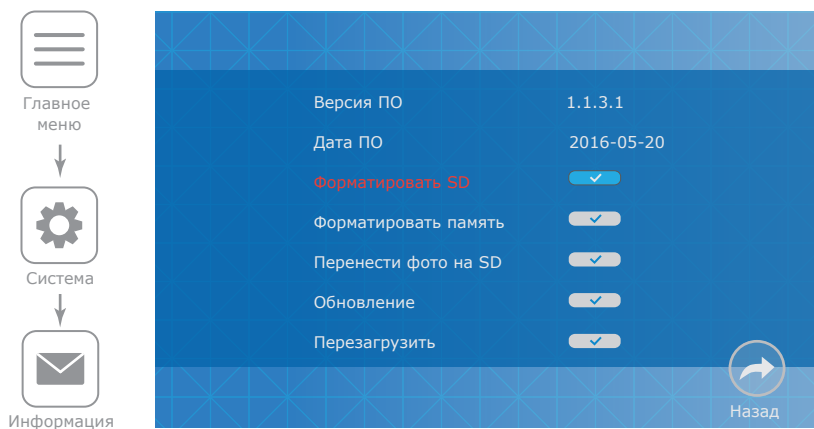 Главное
меню
Система
Информация
Версия ПО 1.1.3.1
Дата ПО 2016-05-20
Форматировать SD
Форматировать память
Перенести фото на SD
Обновление
Перезагрузить
Назад